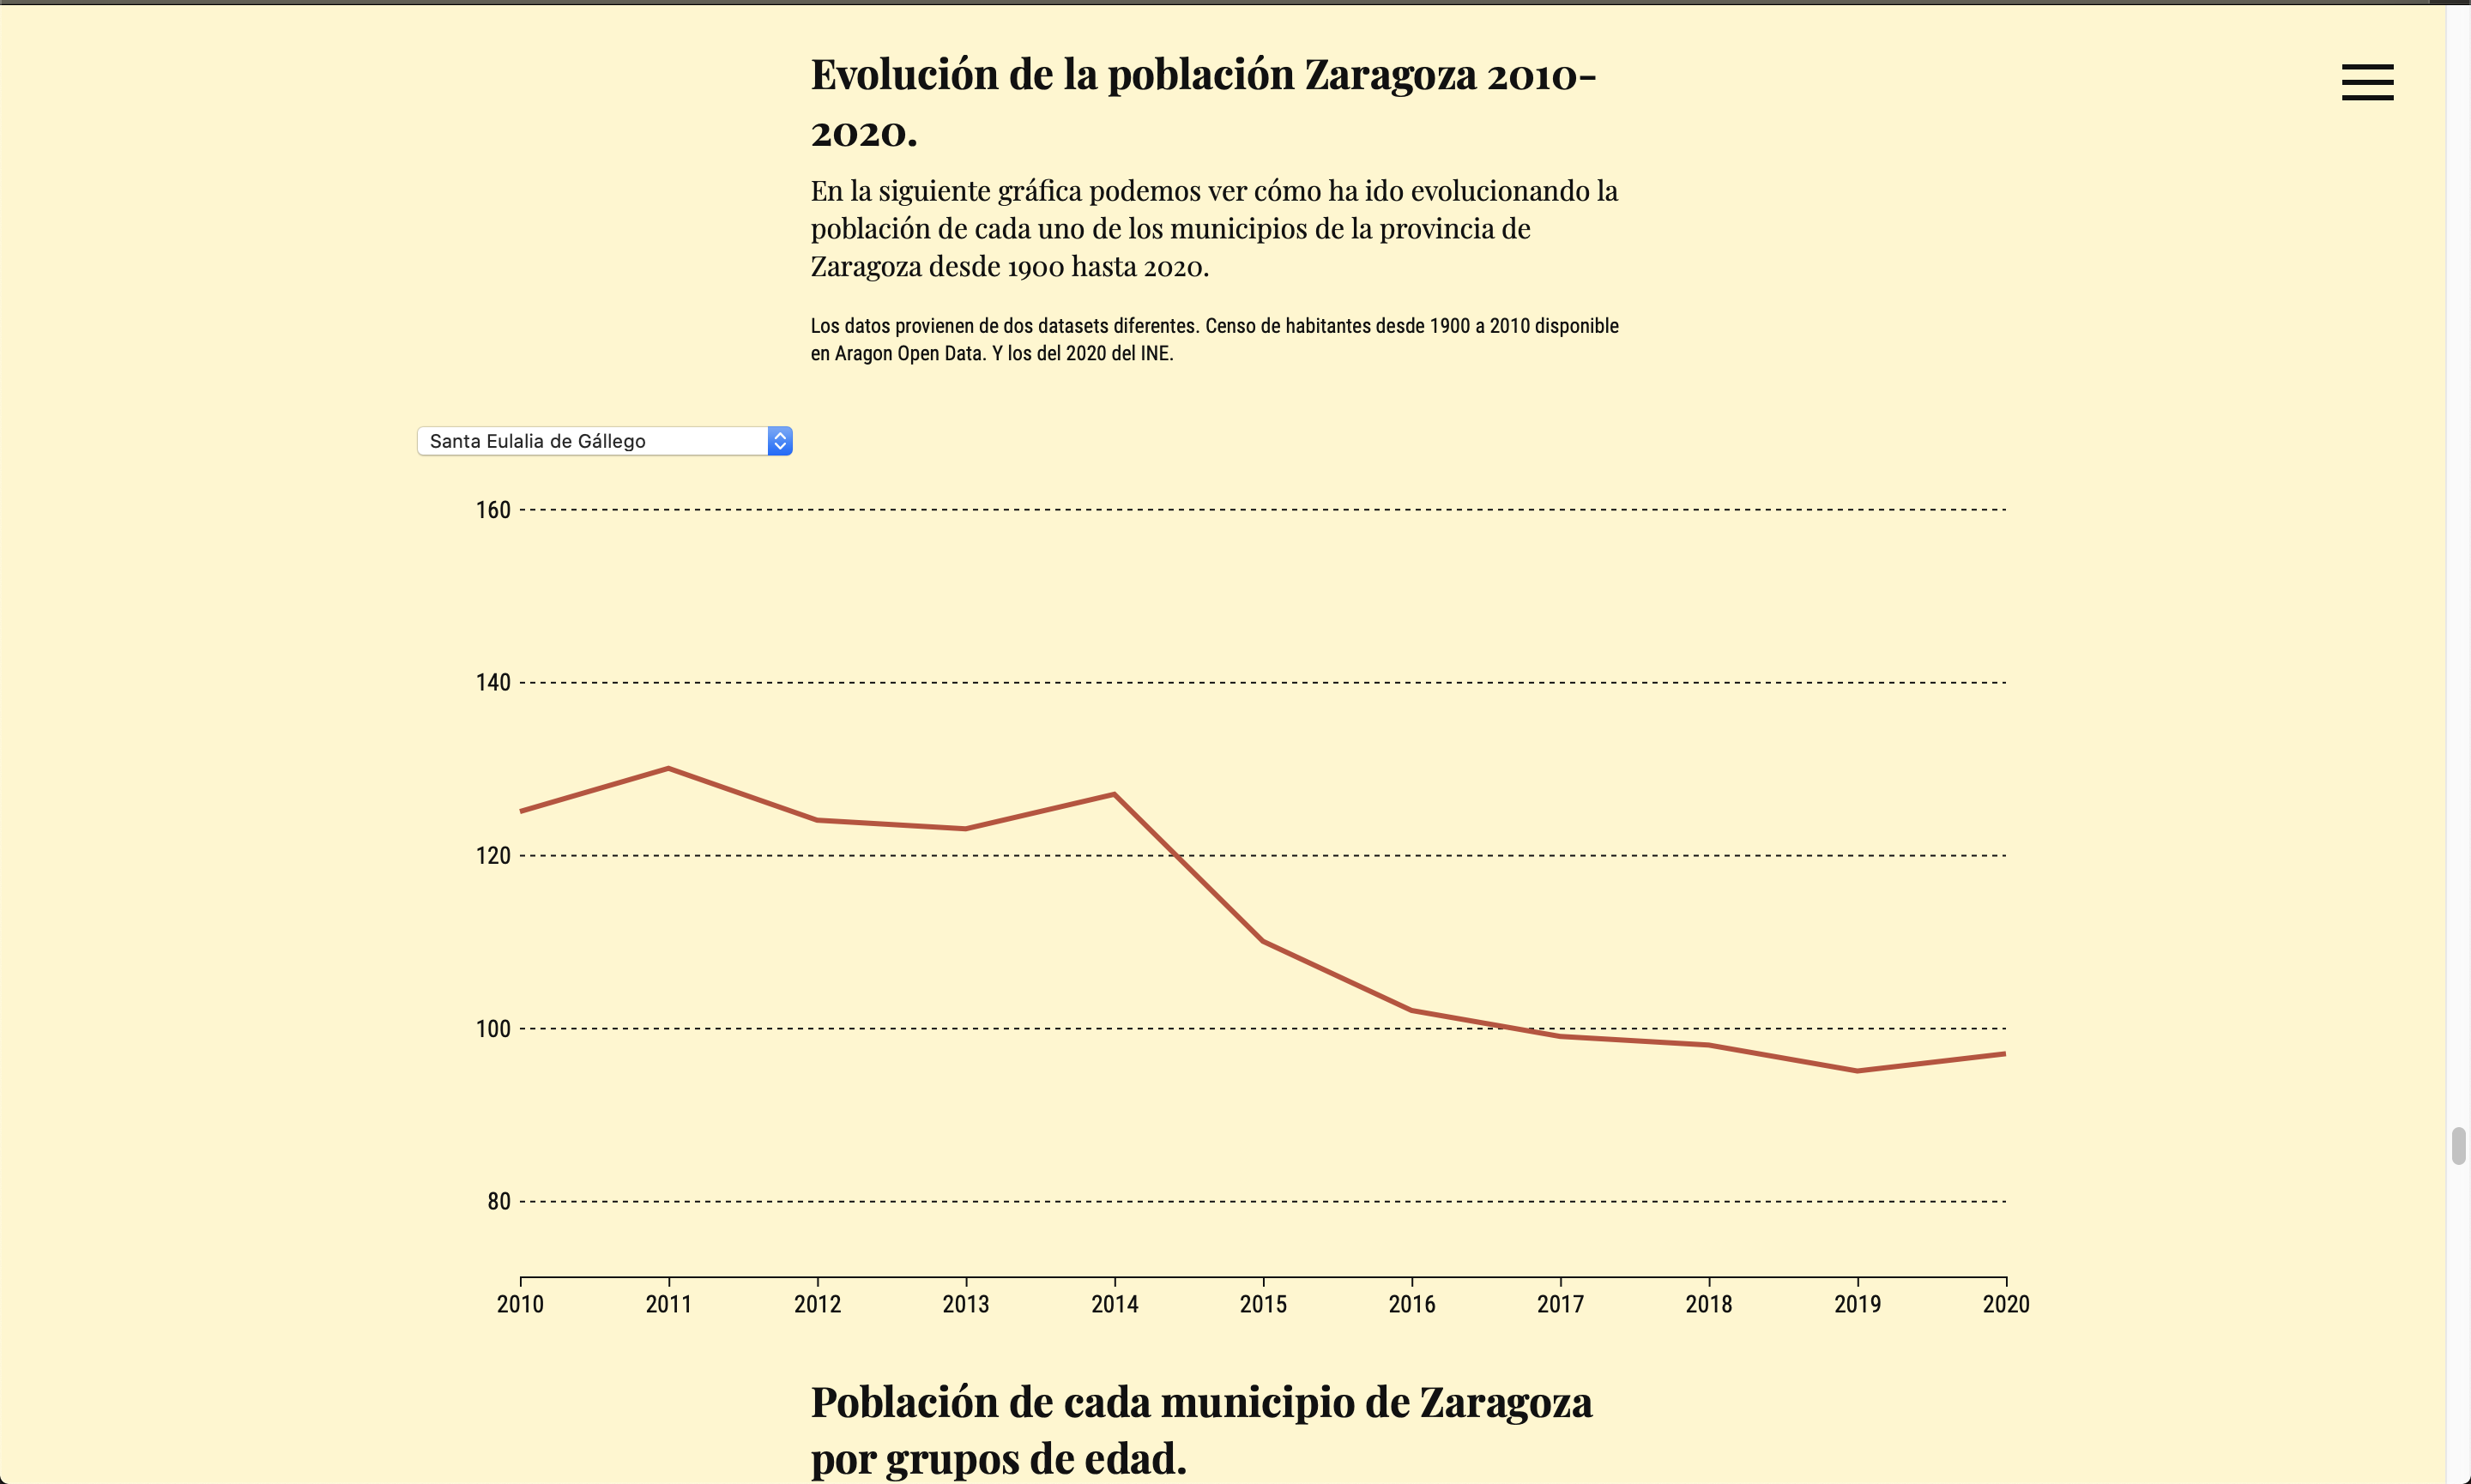 Evolución de la población Zaragoza 2010-
2020.
En la siguiente gráfica podemos ver cómo ha ido evolucionando la
población de cada uno de los municipios de la provincia de
Zaragoza desde 1900 hasta 2020.
Los datos provienen de dos datasets diferentes. Censo de habitantes desde 1900 a 2010 disponible
en Aragon Open Data. Y los del 2020 del INE.
Santa Eulalia de Gállego
160
140
120
100
80
2010 2011 2012 2013 2014 2015 2016 2017 2018 2019 2020
Población de cada municipio de Zaragoza
por grupos de edad.